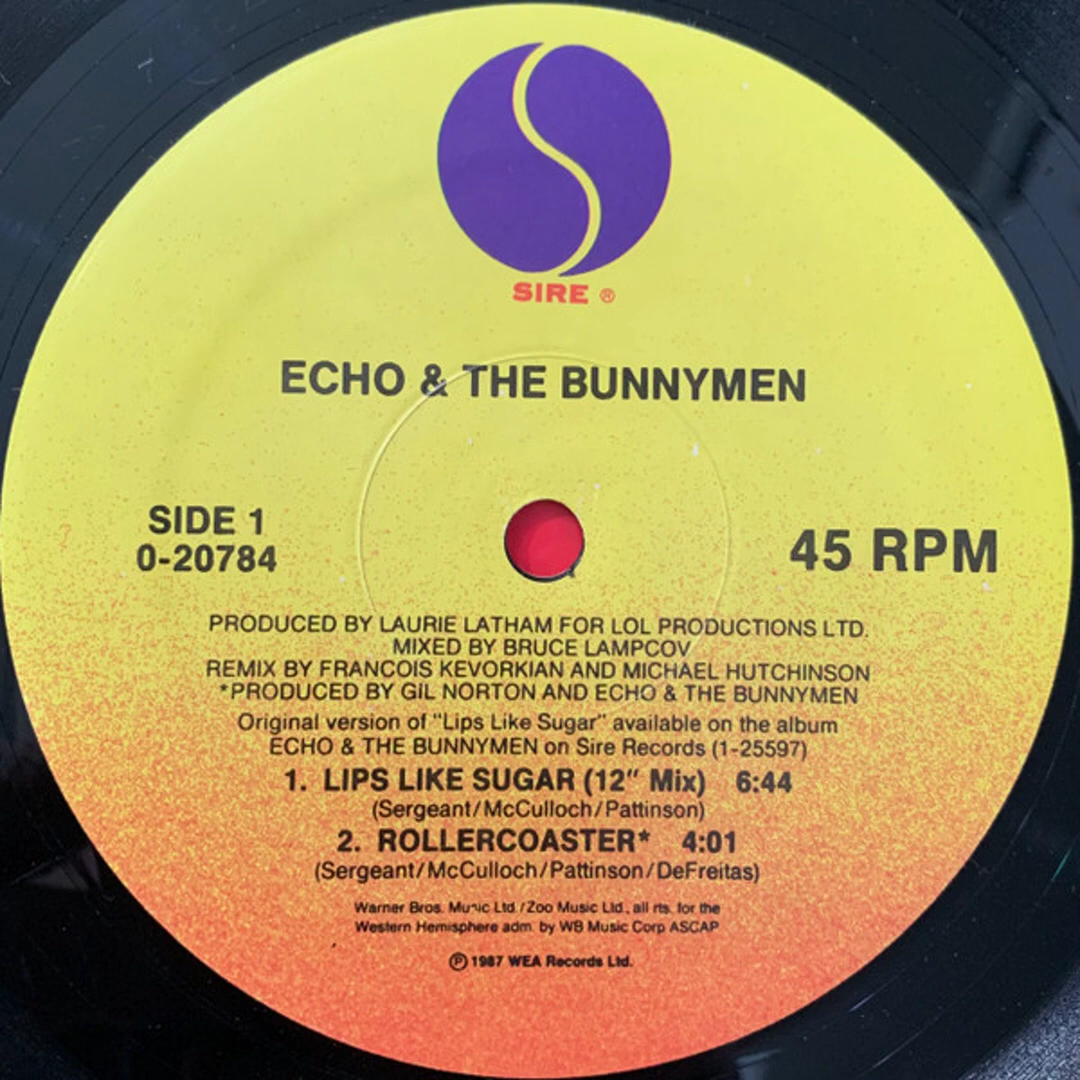 SIRE ®
ECHO & THE BUNNYMEN
SIDE 1
0-20784
45 RPM
PRODUCED BY LAURIE LATHAM FOR LOL PRODUCTIONS LTD.
MIXED BY BRUCE LAMPCOV
REMIX BY FRANCOIS KEVORKIAN AND MICHAEL HUTCHINSON
*PRODUCED BY GIL NORTON AND ECHO & THE BUNNYMEN
Original version of "Lips Like Sugar" available on the album
ECHO & THE BUNNYMEN on Sire Records (1-25597)
1. LIPS LIKE SUGAR (12" Mix) 6:44
(Sergeant/McCulloch/Pattinson)
2. ROLLERCOASTER* 4:01
(Sergeant/McCulloch/Pattinson/DeFreitas)
Warner Bros. Music Ltd./Zoo Music Ltd., all rts. for the
Western Hemisphere adm. by WB Music Corp ASCAP
℗ 1987 WEA Records Ltd.